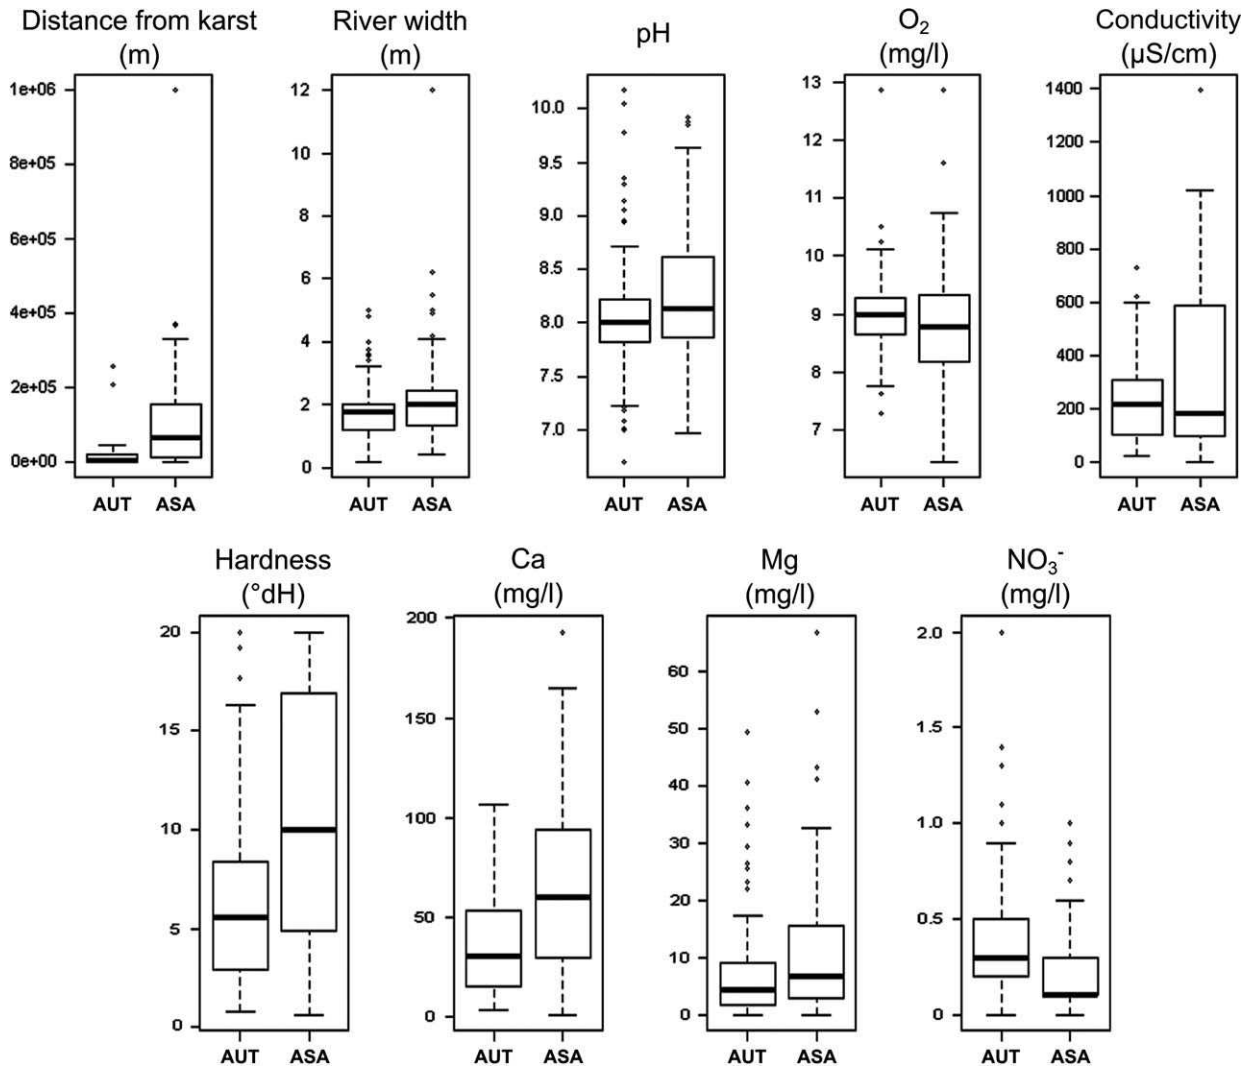 Distance from karst
(m)
River width
(m)
pH
O₂
(mg/l)
Conductivity
(µS/cm)
1e+06
8e+05
6e+05
4e+05
2e+05
0e+00
AUT ASA
12
10
8
6
4
2
0
AUT ASA
10.0
9.5
9.0
8.5
8.0
7.5
7.0
AUT ASA
13
12
11
10
9
8
7
AUT ASA
1400
1200
1000
800
600
400
200
0
AUT ASA
Hardness
(°dH)
Ca
(mg/l)
Mg
(mg/l)
NO₃⁻
(mg/l)
20
15
10
5
0
AUT ASA
200
150
100
50
0
AUT ASA
60
50
40
30
20
10
0
AUT ASA
2.0
1.0
0.5
0
AUT ASA